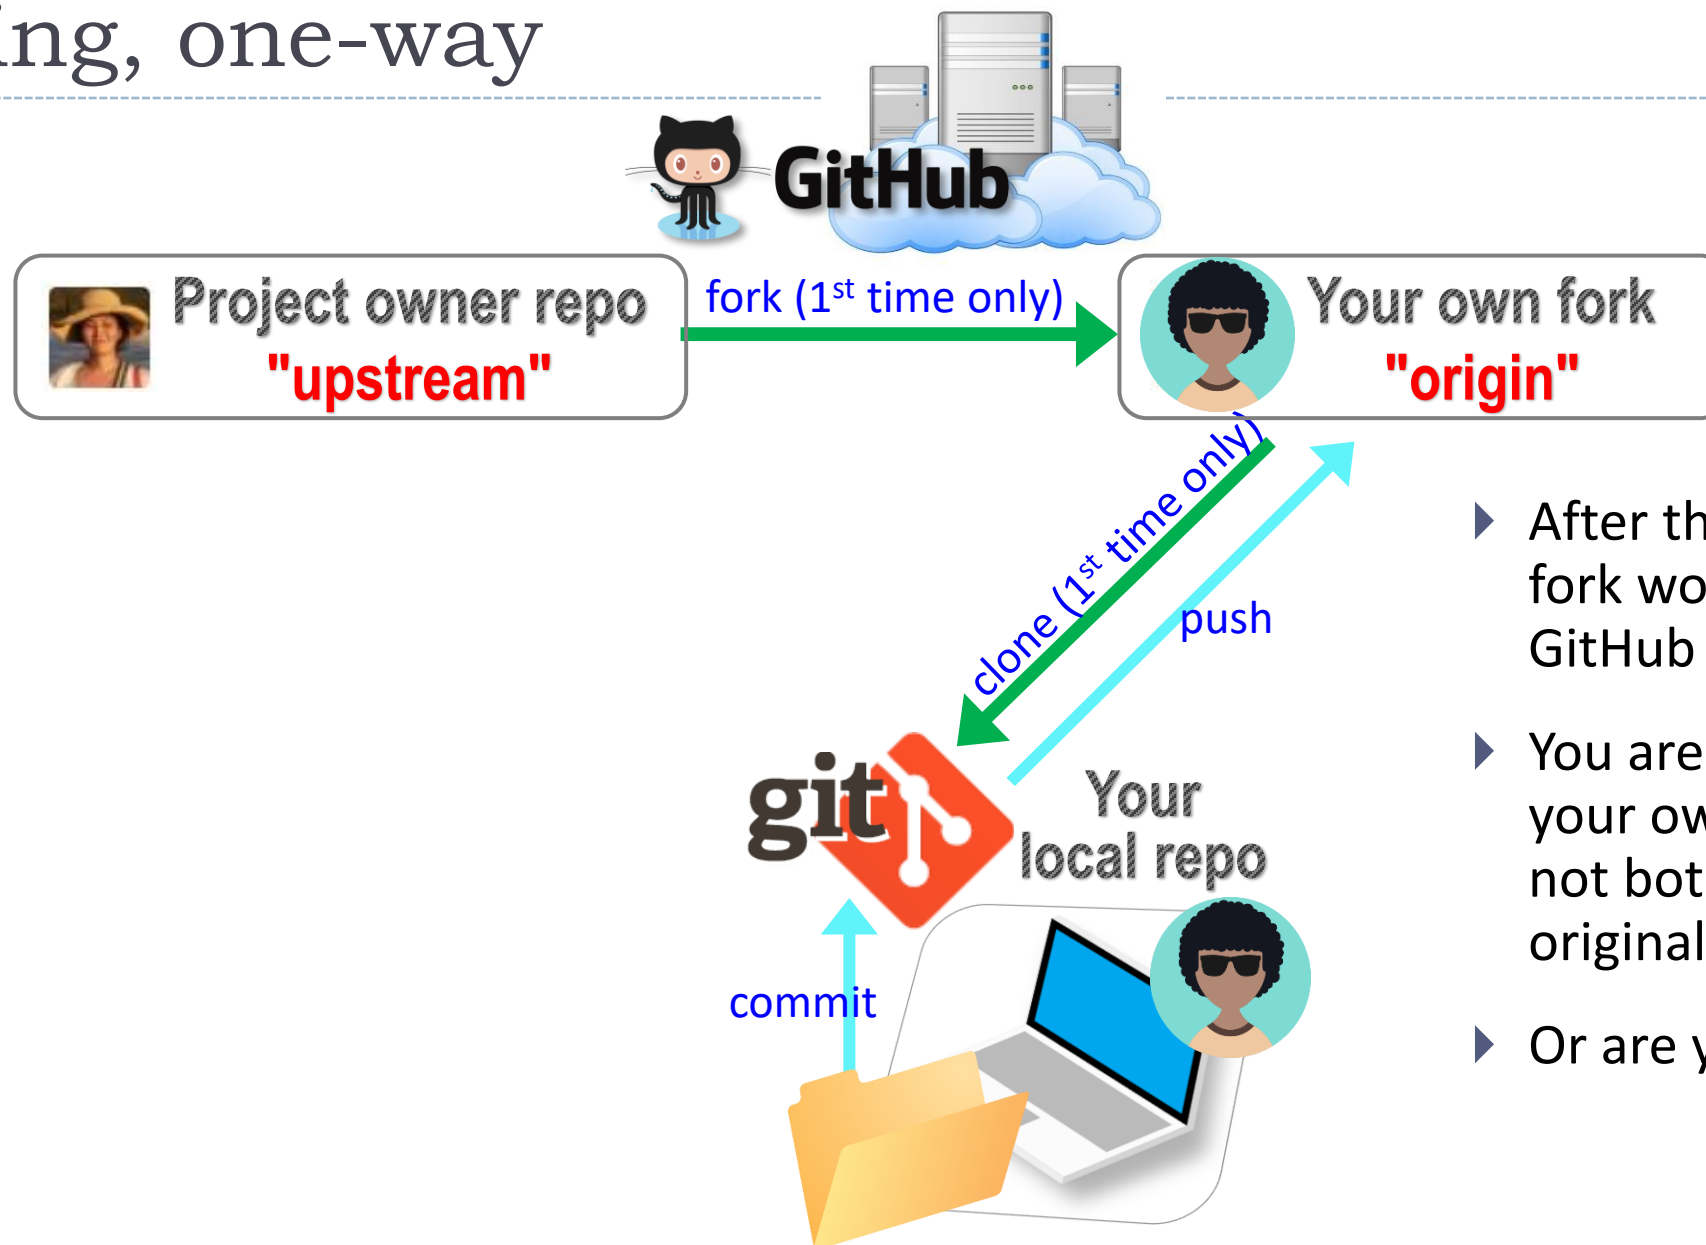 ing, one-way
GitHub
Project owner repo
"upstream"
fork (1st time only)
Your own fork
"origin"
clone (1st time only)
push
After th
fork wo
GitHub
You are
your ow
not bot
original
Or are y
git
Your
local repo
commit